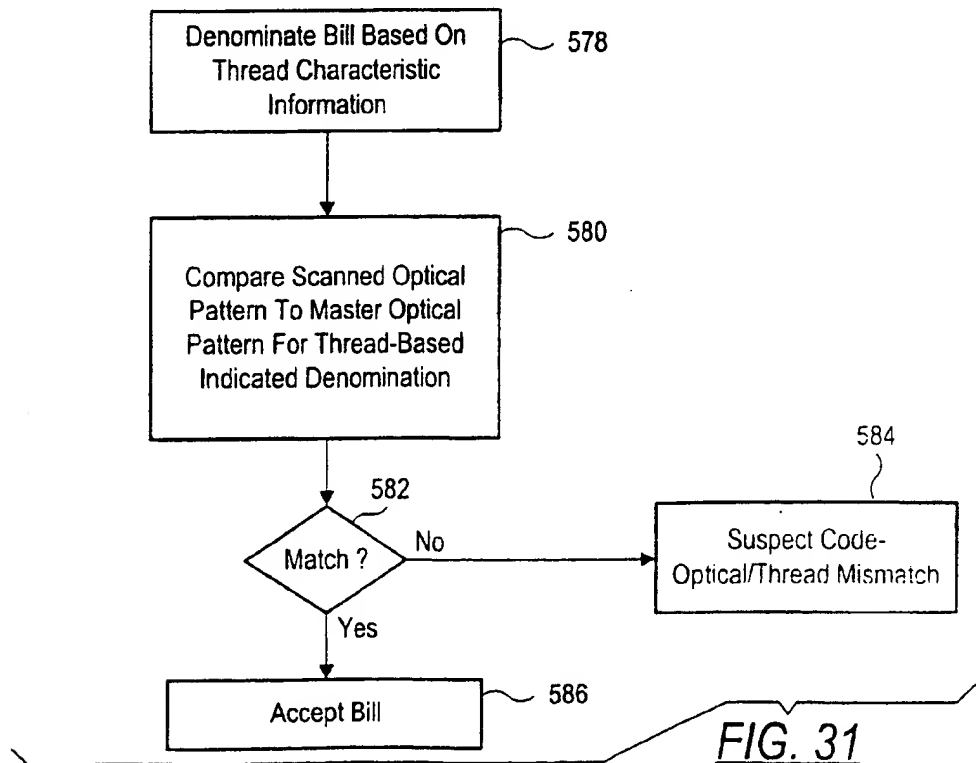 Denominate Bill Based On
Thread Characteristic
Information
578
Compare Scanned Optical
Pattern To Master Optical
Pattern For Thread-Based
Indicated Denomination
580
582
Match ?
No
584
Suspect Code-
Optical/Thread Mismatch
Yes
Accept Bill
586
FIG. 31